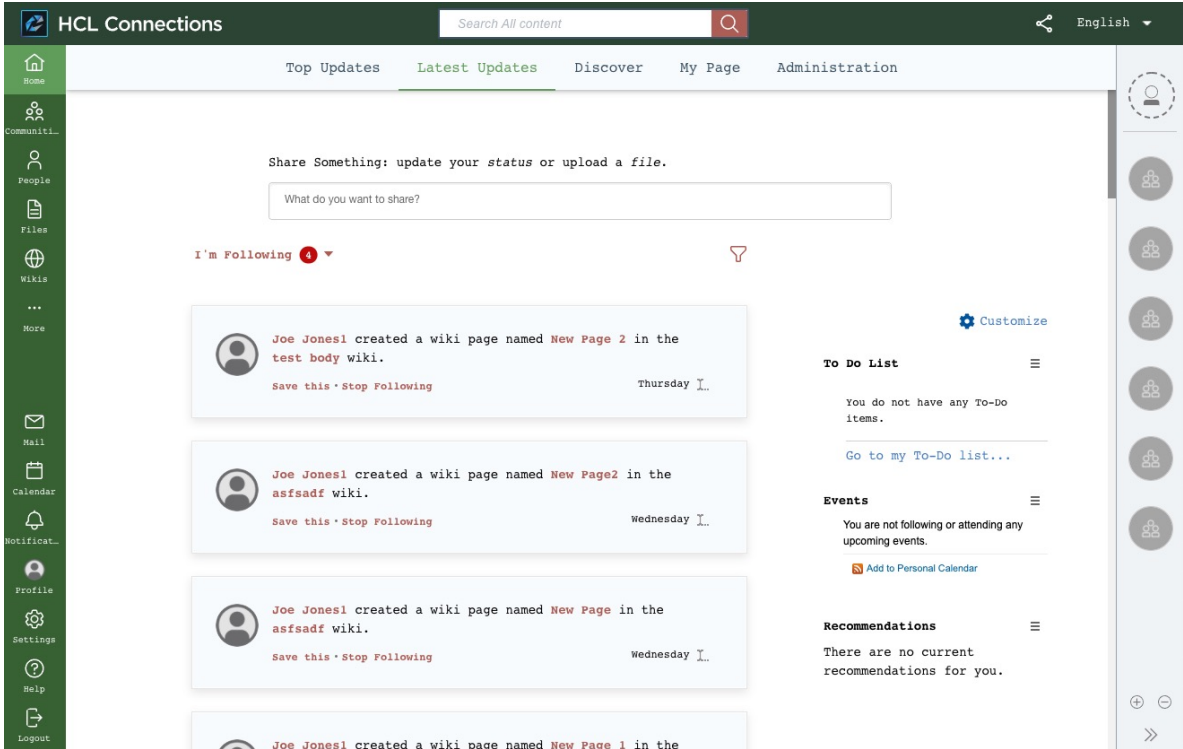 HCL Connections
Search All content
English
Home
Communiti…
People
Files
Wikis
More
Mail
Calendar
Notificat…
Profile
Settings
Help
Logout
Top Updates Latest Updates Discover My Page Administration
Share Something: update your status or upload a file.
What do you want to share?
I'm Following 4
Joe Jones1 created a wiki page named New Page 2 in the
test body wiki.
Save this · Stop Following
Thursday
Joe Jones1 created a wiki page named New Page2 in the
asfsadf wiki.
Save this · Stop Following
Wednesday
Joe Jones1 created a wiki page named New Page in the
asfsadf wiki.
Save this · Stop Following
Wednesday
Joe Jones1 created a wiki page named New Page 1 in the
Customize
To Do List
You do not have any To-Do
items.
Go to my To-Do list...
Events
You are not following or attending any
upcoming events.
Add to Personal Calendar
Recommendations
There are no current
recommendations for you.